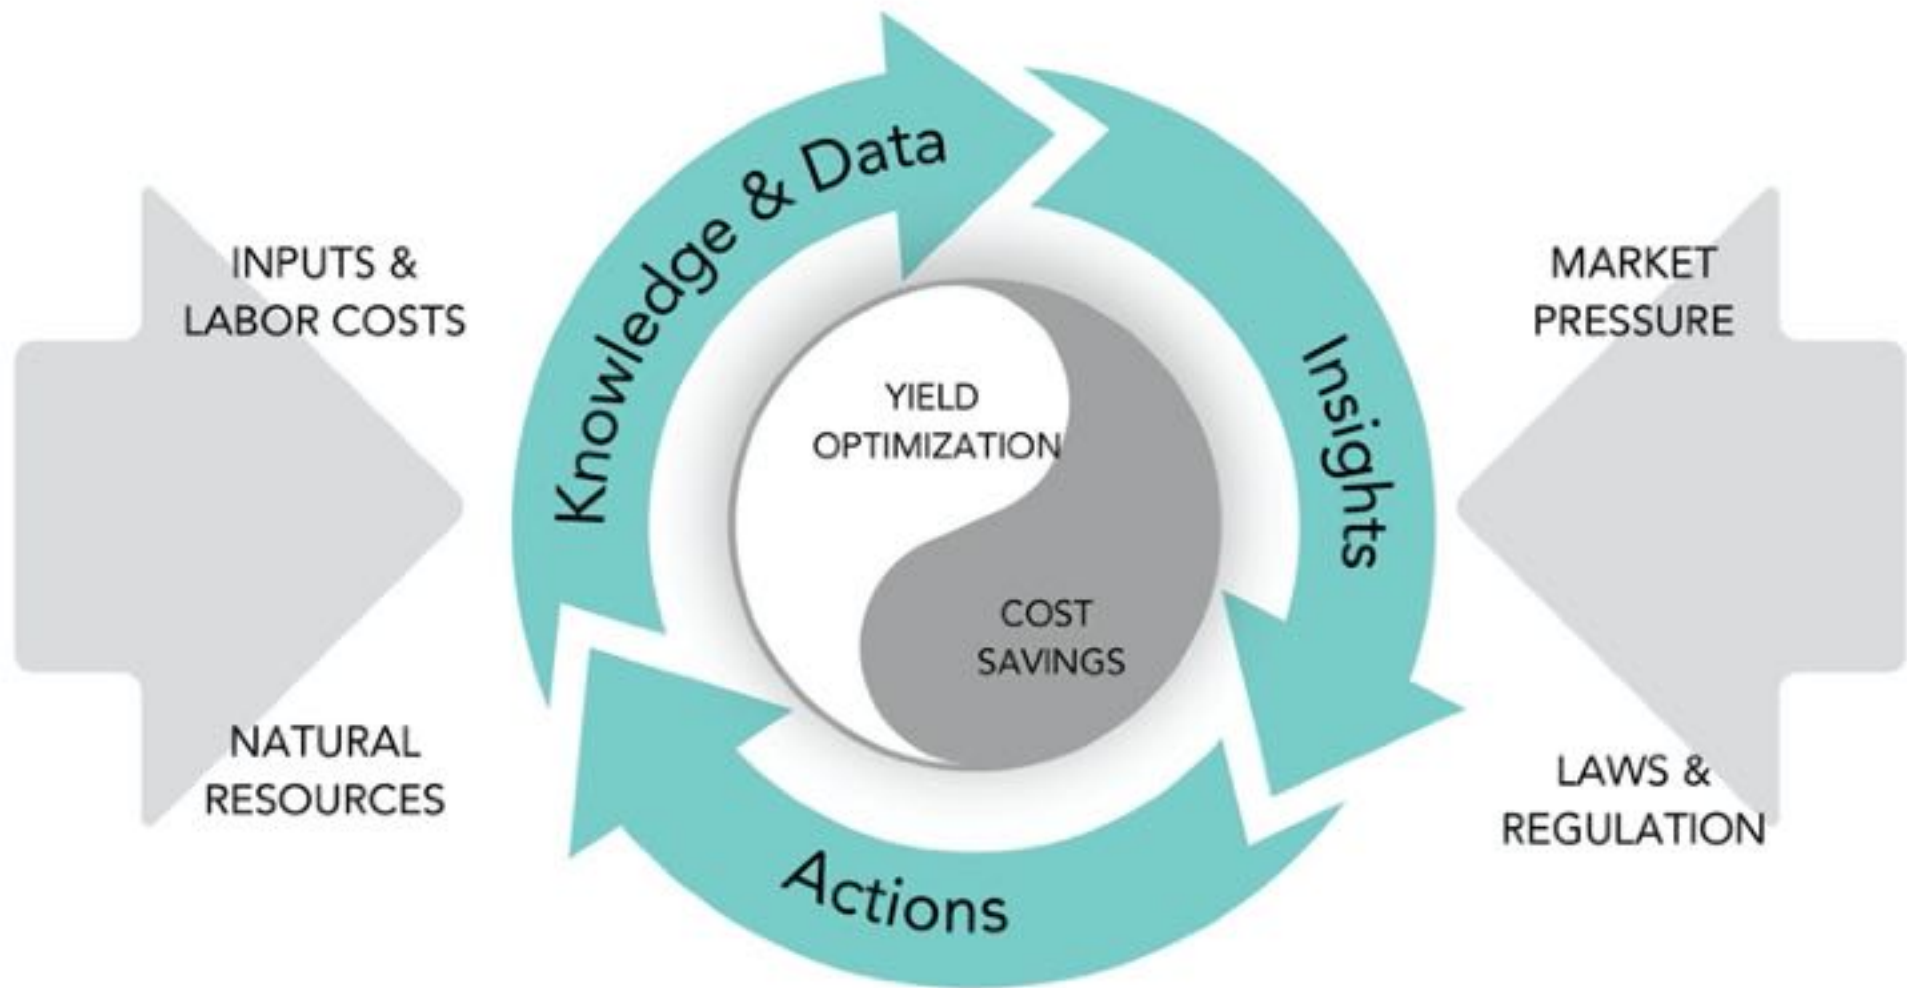 Knowledge & Data
INPUTS &
LABOR COSTS
MARKET
PRESSURE
Insights
YIELD
OPTIMIZATION
COST
SAVINGS
NATURAL
RESOURCES
LAWS &
REGULATION
Actions